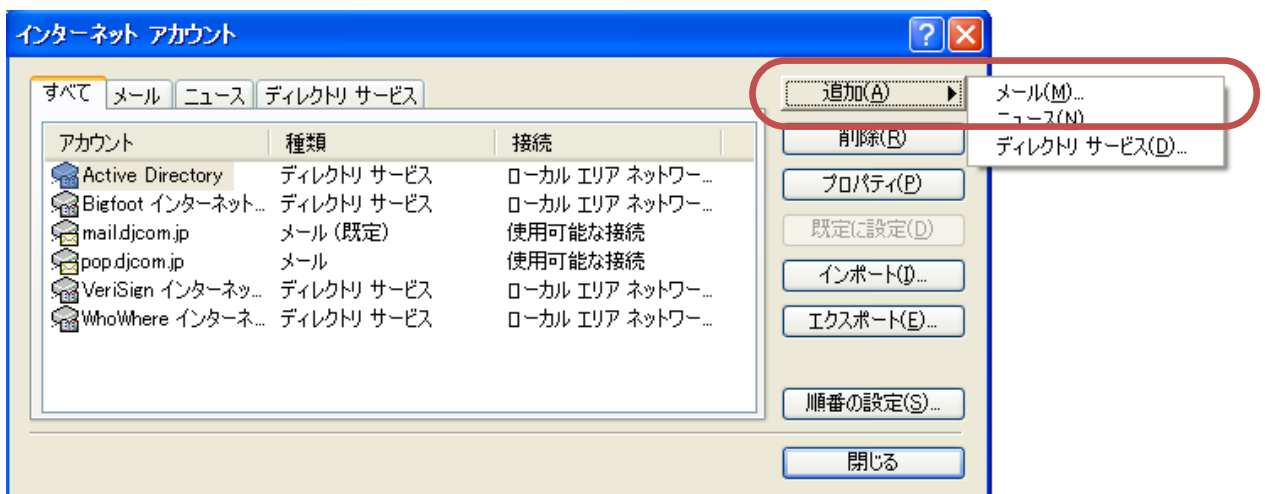 インターネット アカウント
すべて メール ニュース ディレクトリ サービス
追加(A)
メール(M)...
ニュース(N)
ディレクトリ サービス(D)...
アカウント 種類 接続
Active Directory ディレクトリ サービス ローカル エリア ネットワー...
Bigfoot インターネット... ディレクトリ サービス ローカル エリア ネットワー...
mail.djcom.jp メール (既定) 使用可能な接続
pop.djcom.jp メール 使用可能な接続
VeriSign インターネッ... ディレクトリ サービス ローカル エリア ネットワー...
WhoWhere インターネ... ディレクトリ サービス ローカル エリア ネットワー...
削除(R)
プロパティ(P)
既定に設定(D)
インポート(I)...
エクスポート(E)...
順番の設定(S)...
閉じる